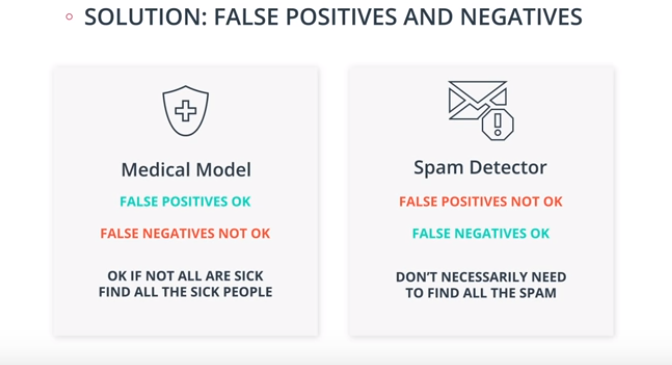 SOLUTION: FALSE POSITIVES AND NEGATIVES
Medical Model
FALSE POSITIVES OK
FALSE NEGATIVES NOT OK
OK IF NOT ALL ARE SICK
FIND ALL THE SICK PEOPLE
Spam Detector
FALSE POSITIVES NOT OK
FALSE NEGATIVES OK
DON'T NECESSARILY NEED
TO FIND ALL THE SPAM